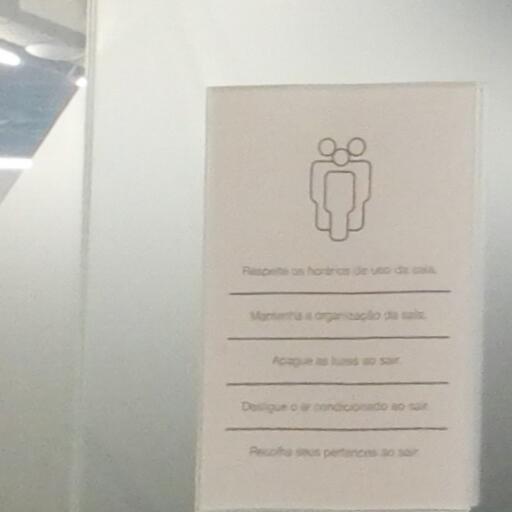 Respeite os horários de uso da sala.
Mantenha a organização da sala.
Apague as luzes ao sair.
Desligue o ar condicionado ao sair.
Recolha seus pertences ao sair.